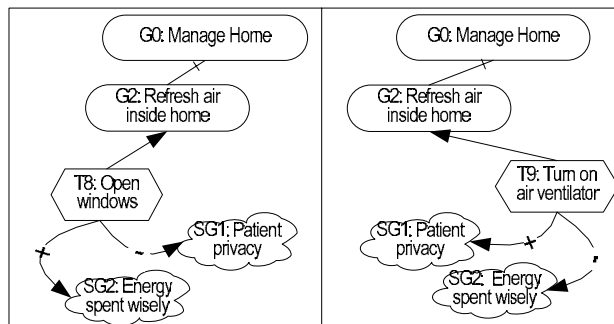 G0: Manage Home
G2: Refresh air
inside home
T8: Open
windows
+
-
SG1: Patient
privacy
SG2: Energy
spent wisely
G0: Manage Home
G2: Refresh air
inside home
T9: Turn on
air ventilator
SG1: Patient
privacy
+
-
SG2: Energy
spent wisely